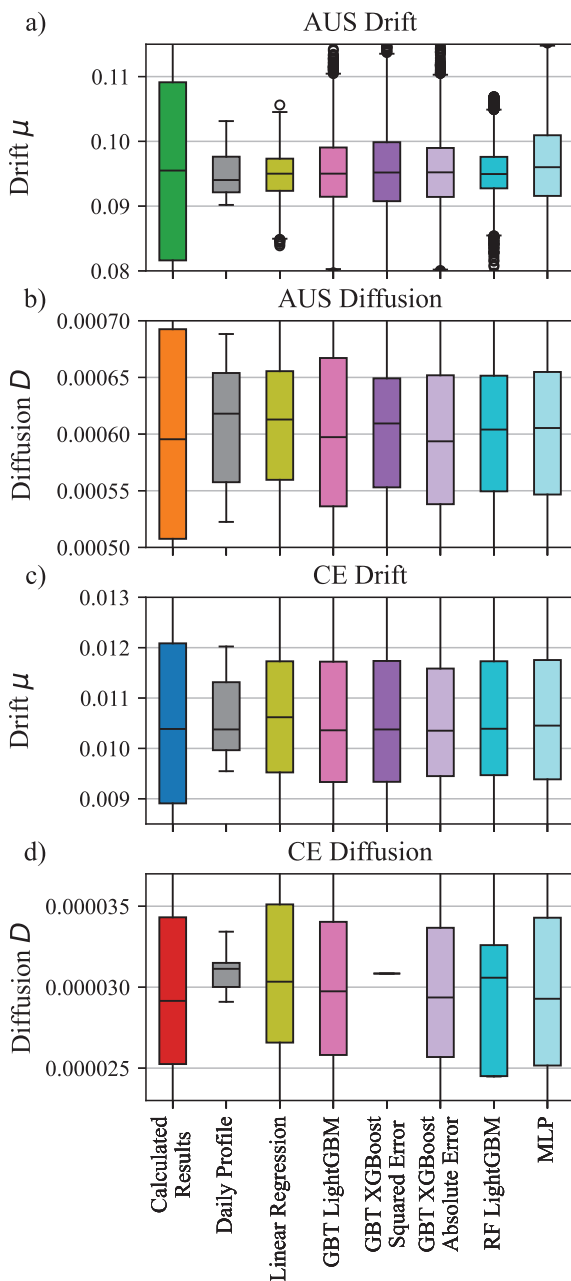 a) AUS Drift
Drift μ
0.11
0.10
0.09
0.08
b) AUS Diffusion
Diffusion D
0.00070
0.00065
0.00060
0.00055
0.00050
c) CE Drift
Drift μ
0.013
0.012
0.011
0.010
0.009
d) CE Diffusion
Diffusion D
0.000035
0.000030
0.000025
Calculated
Results
Daily Profile
Linear Regression
GBT LightGBM
GBT XGBoost
Squared Error
GBT XGBoost
Absolute Error
RF LightGBM
MLP